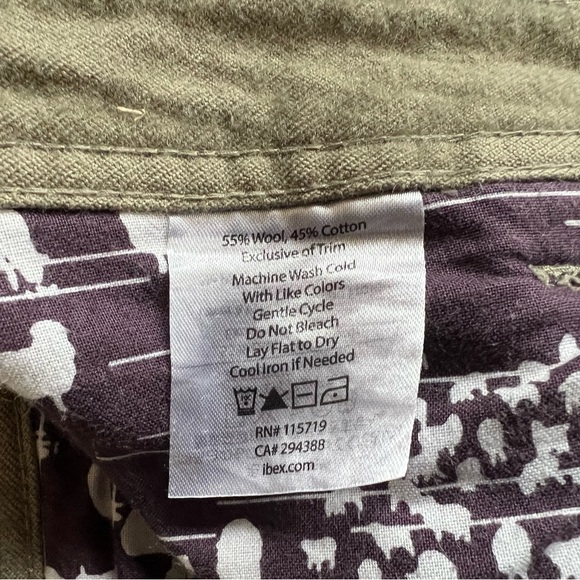 55% Wool, 45% Cotton
Exclusive of Trim
Machine Wash Cold
With Like Colors
Gentle Cycle
Do Not Bleach
Lay Flat to Dry
Cool Iron if Needed
RN# 115719
CA# 29438
ibex.com